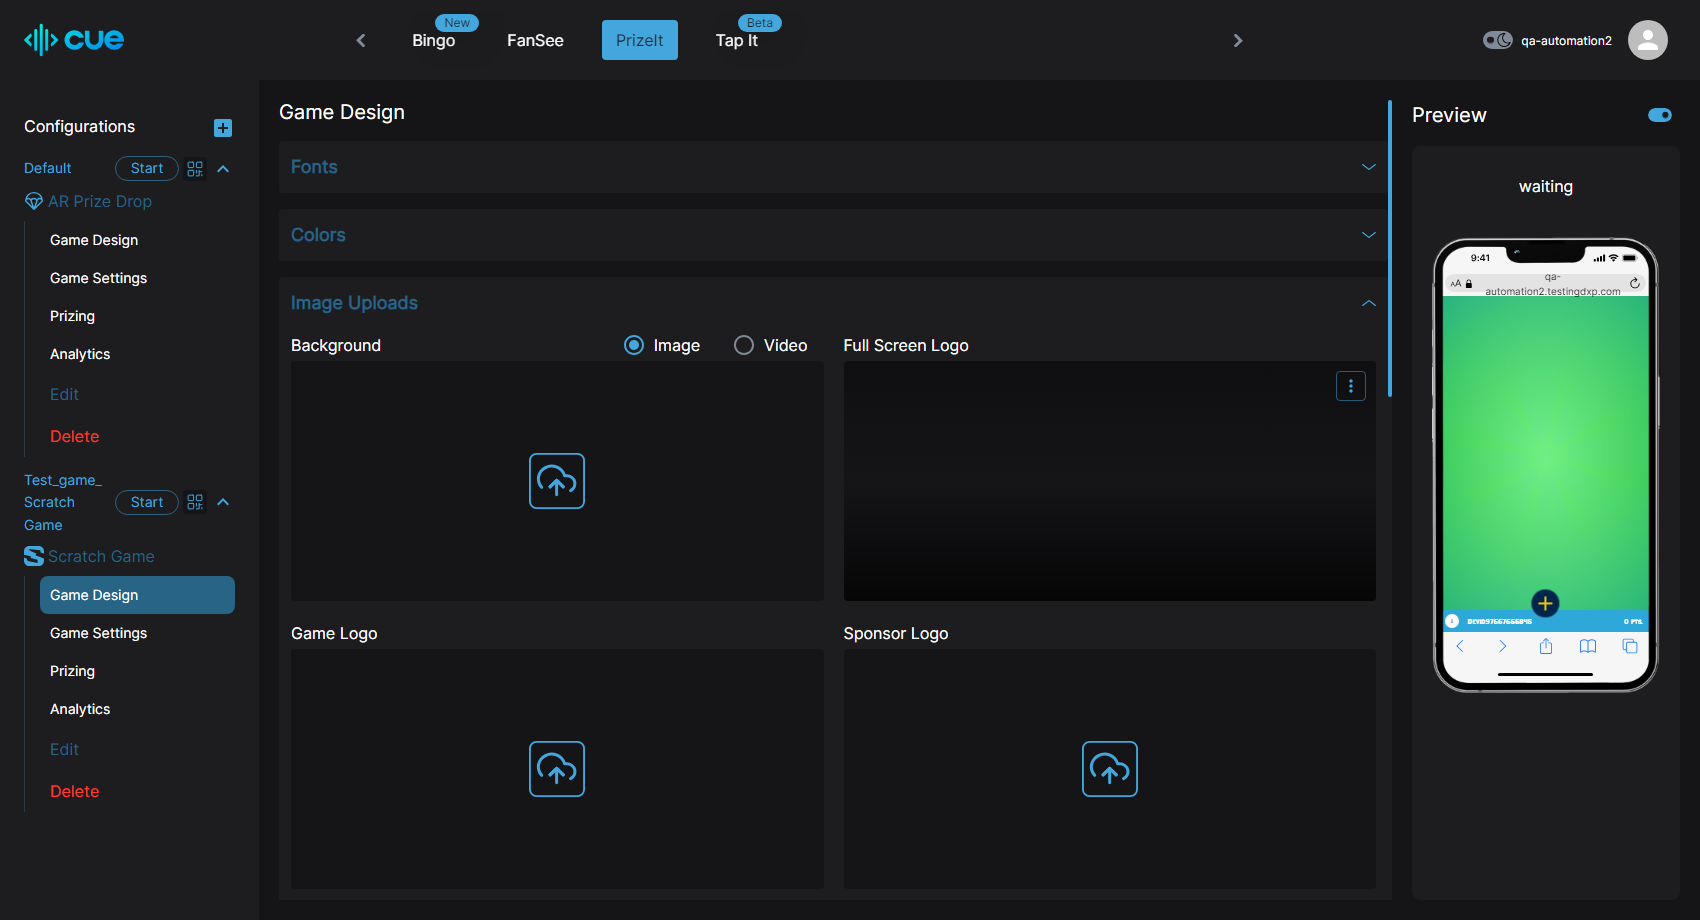 cue
New
Bingo
FanSee
PrizeIt
Beta
Tap It
qa-automation2
Configurations
Default
Start
AR Prize Drop
Game Design
Game Settings
Prizing
Analytics
Edit
Delete
Test_game_
Scratch
Game
Start
Scratch Game
Game Design
Game Settings
Prizing
Analytics
Edit
Delete
Game Design
Fonts
Colors
Image Uploads
Background
Image
Video
Full Screen Logo
Game Logo
Sponsor Logo
Preview
waiting
9:41
AA
qa-
automation2.testingdxp.com
0 PTS.